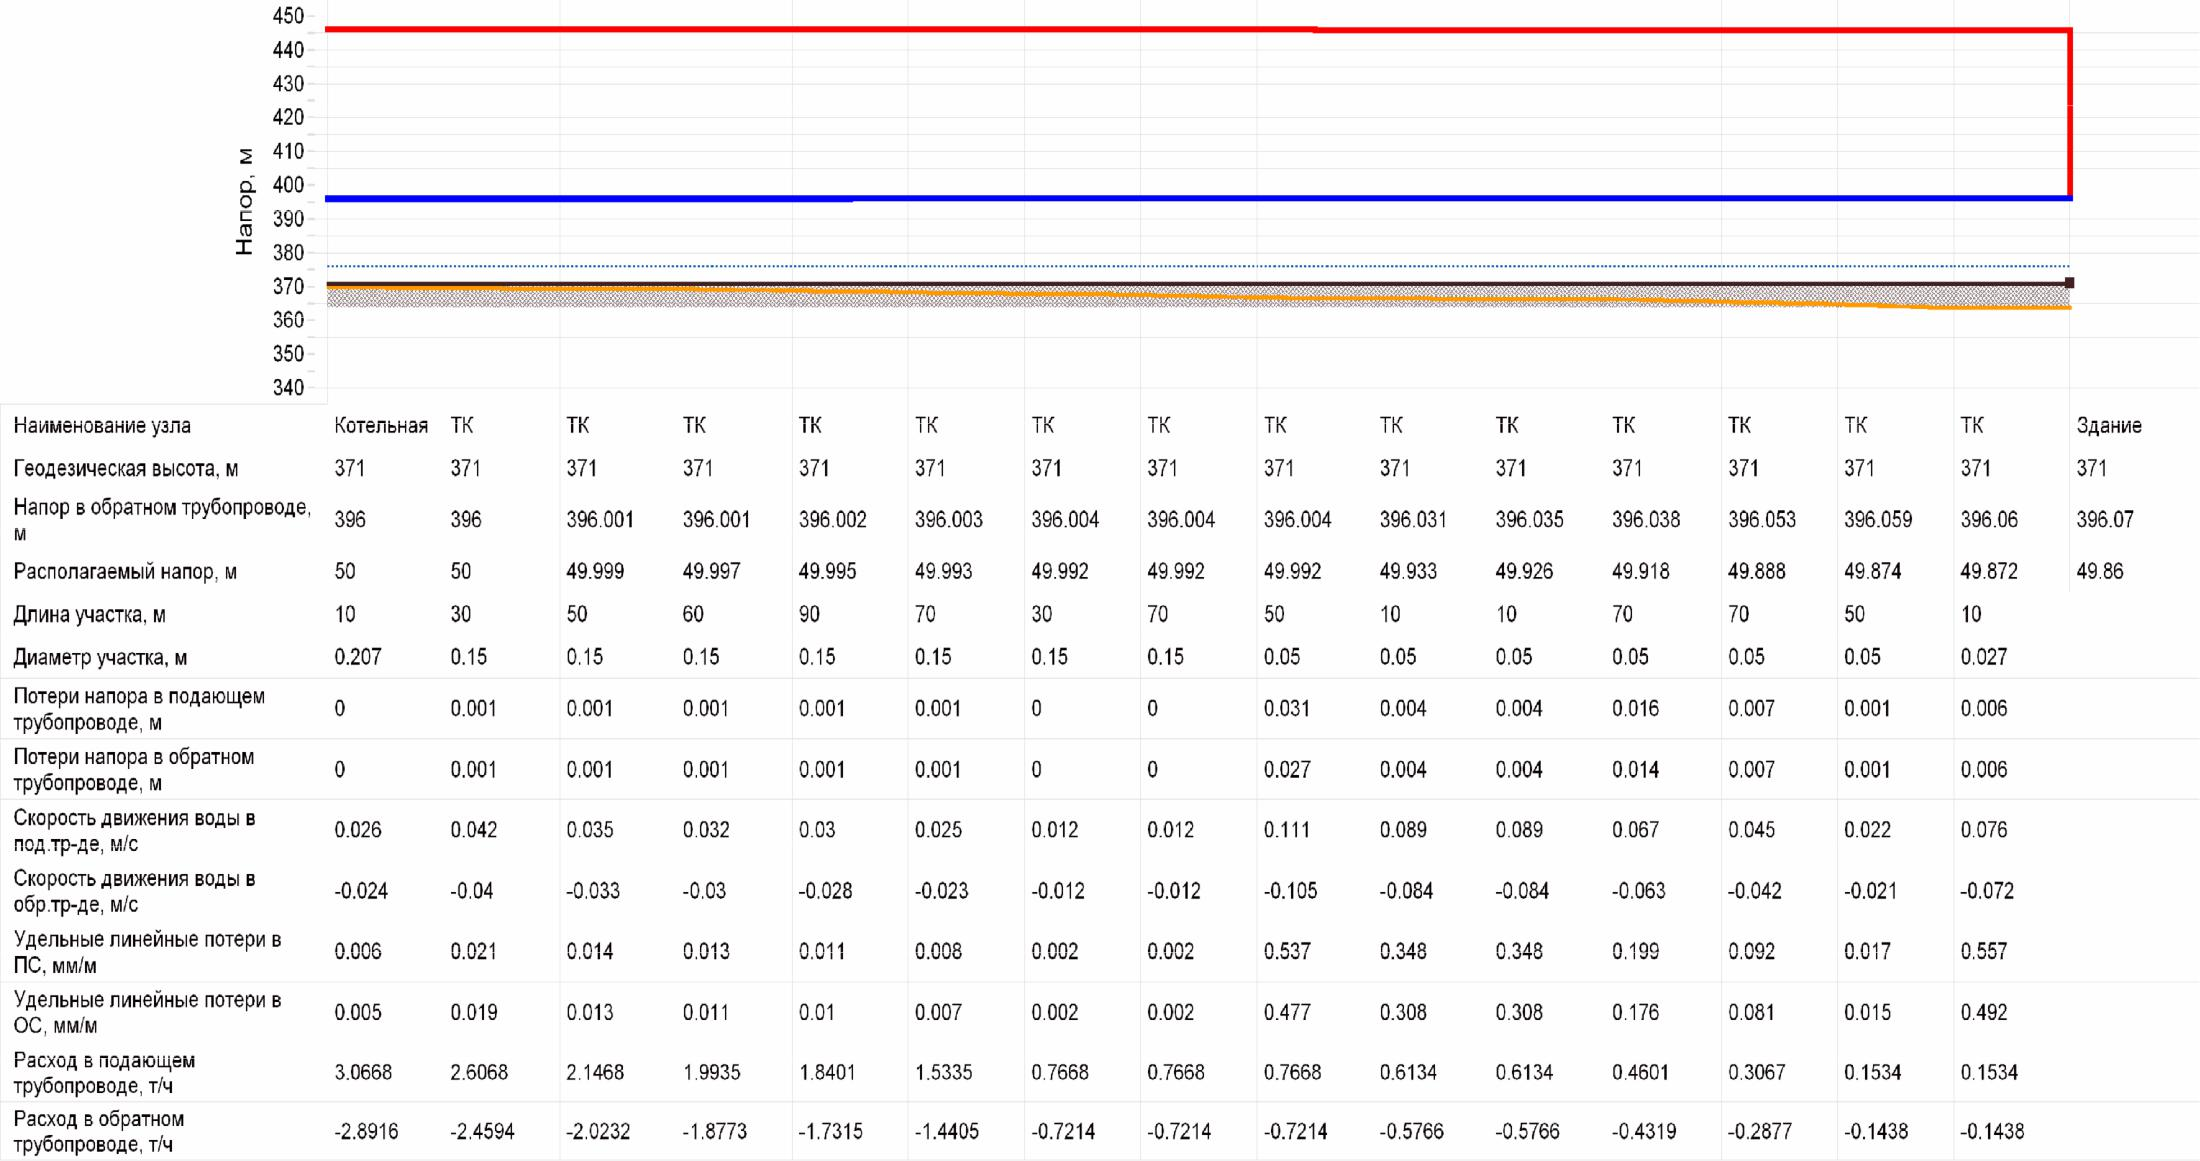 450
440
430
420
410
400
390
380
370
360
350
340
Напор, м
Наименование узла Котельная ТК ТК ТК ТК ТК ТК ТК ТК ТК ТК ТК ТК ТК ТК Здание
Геодезическая высота, м 371 371 371 371 371 371 371 371 371 371 371 371 371 371 371 371
Напор в обратном трубопроводе,
м 396 396 396.001 396.001 396.002 396.003 396.004 396.004 396.004 396.031 396.035 396.038 396.053 396.059 396.06 396.07
Располагаемый напор, м 50 50 49.999 49.997 49.995 49.993 49.992 49.992 49.992 49.933 49.926 49.918 49.888 49.874 49.872 49.86
Длина участка, м 10 30 50 60 90 70 30 70 50 10 10 70 70 50 10
Диаметр участка, м 0.207 0.15 0.15 0.15 0.15 0.15 0.15 0.15 0.05 0.05 0.05 0.05 0.05 0.05 0.027
Потери напора в подающем
трубопроводе, м 0 0.001 0.001 0.001 0.001 0.001 0 0 0.031 0.004 0.004 0.016 0.007 0.001 0.006
Потери напора в обратном
трубопроводе, м 0 0.001 0.001 0.001 0.001 0.001 0 0 0.027 0.004 0.004 0.014 0.007 0.001 0.006
Скорость движения воды в
под.тр-де, м/с 0.026 0.042 0.035 0.032 0.03 0.025 0.012 0.012 0.111 0.089 0.089 0.067 0.045 0.022 0.076
Скорость движения воды в
обр.тр-де, м/с -0.024 -0.04 -0.033 -0.03 -0.028 -0.023 -0.012 -0.012 -0.105 -0.084 -0.084 -0.063 -0.042 -0.021 -0.072
Удельные линейные потери в
ПС, мм/м 0.006 0.021 0.014 0.013 0.011 0.008 0.002 0.002 0.537 0.348 0.348 0.199 0.092 0.017 0.557
Удельные линейные потери в
ОС, мм/м 0.005 0.019 0.013 0.011 0.01 0.007 0.002 0.002 0.477 0.308 0.308 0.176 0.081 0.015 0.492
Расход в подающем
трубопроводе, т/ч 3.0668 2.6068 2.1468 1.9935 1.8401 1.5335 0.7668 0.7668 0.7668 0.6134 0.6134 0.4601 0.3067 0.1534 0.1534
Расход в обратном
трубопроводе, т/ч -2.8916 -2.4594 -2.0232 -1.8773 -1.7315 -1.4405 -0.7214 -0.7214 -0.7214 -0.5766 -0.5766 -0.4319 -0.2877 -0.1438 -0.1438